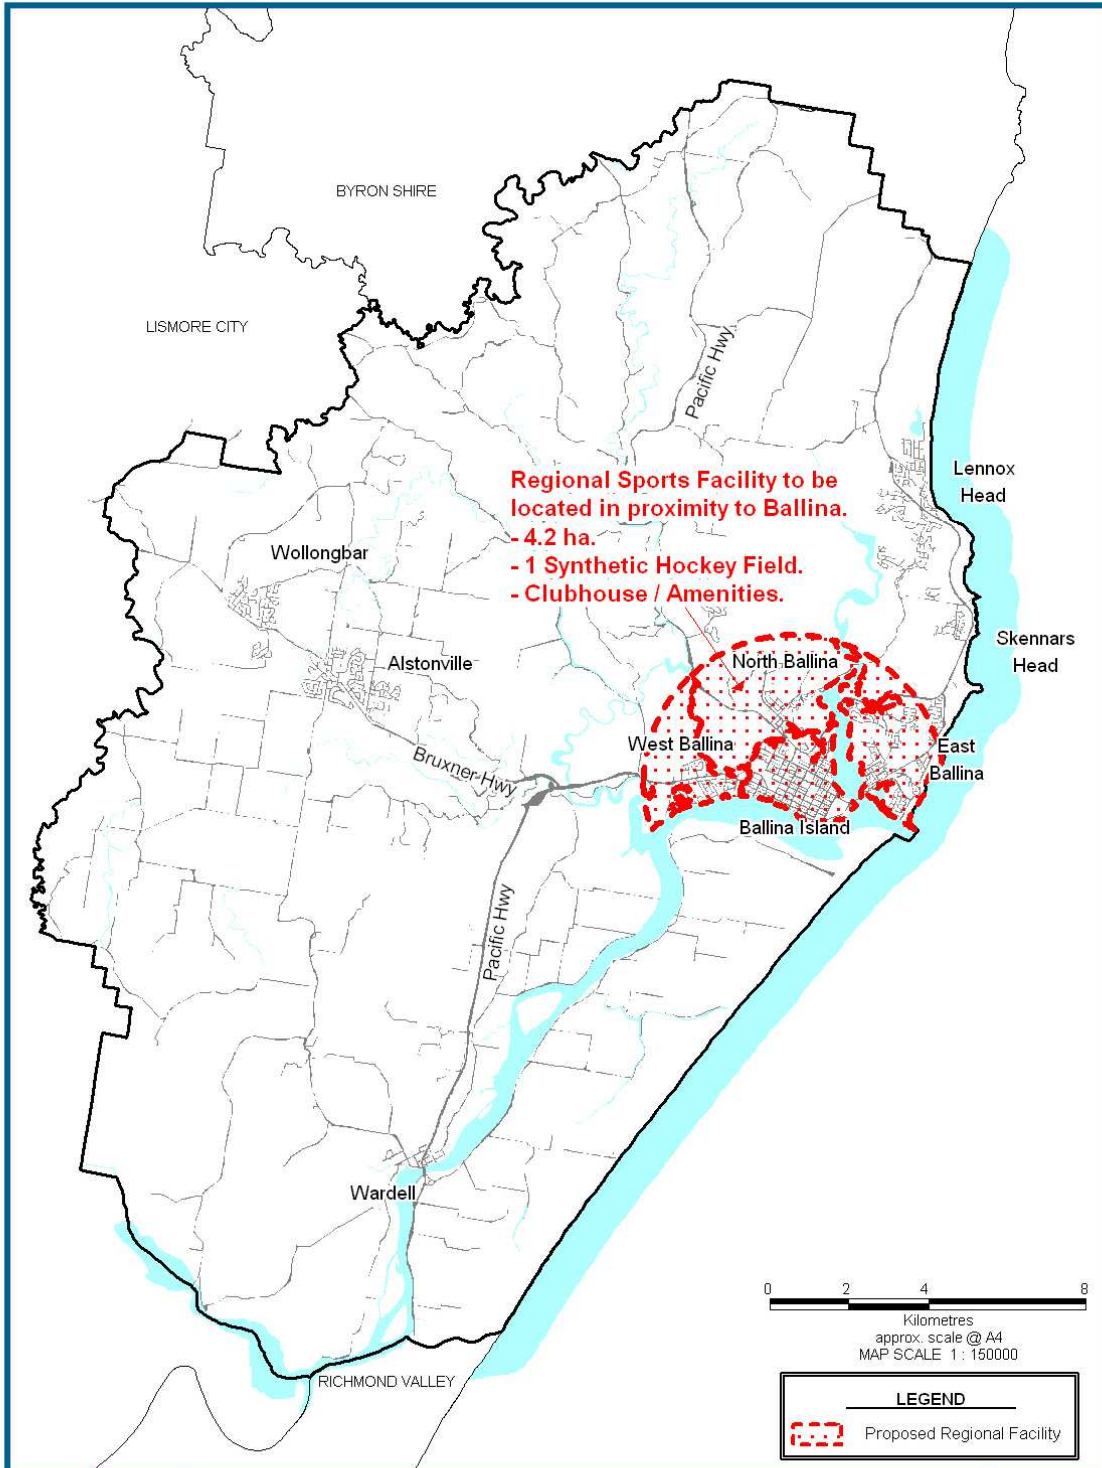 BYRON SHIRE
LISMORE CITY
Pacific Hwy
Regional Sports Facility to be
located in proximity to Ballina.
- 4.2 ha.
- 1 Synthetic Hockey Field.
- Clubhouse / Amenities.
Lennox
Head
Wollongbar
Alstonville
Skennars
Head
North Ballina
West Ballina
East
Ballina
Bruxner Hwy
Ballina Island
Pacific Hwy
Wardell
RICHMOND VALLEY
0 2 4 8
Kilometres
approx. scale @ A4
MAP SCALE 1 : 150000
LEGEND
Proposed Regional Facility